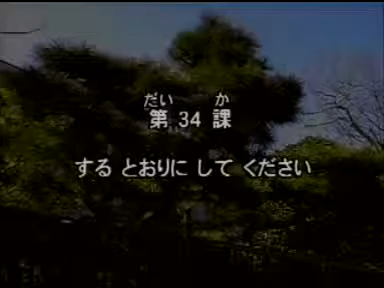 だい か
第 34 課
する とおりに して ください